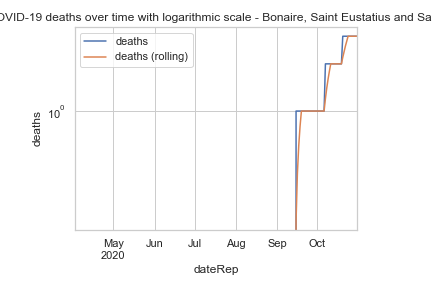 OVID-19 deaths over time with logarithmic scale - Bonaire, Saint Eustatius and Sa
deaths
deaths (rolling)
deaths
10⁰
May
2020
Jun
Jul
Aug
Sep
Oct
dateRep